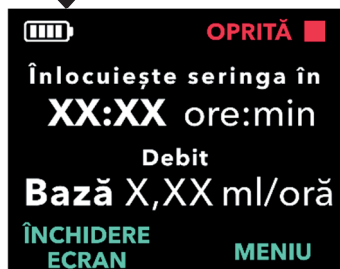 OPRITĂ
Înlocuiește seringa în
XX:XX ore:min
Debit
Bază X,XX ml/oră
ÎNCHIDERE
ECRAN
MENIU